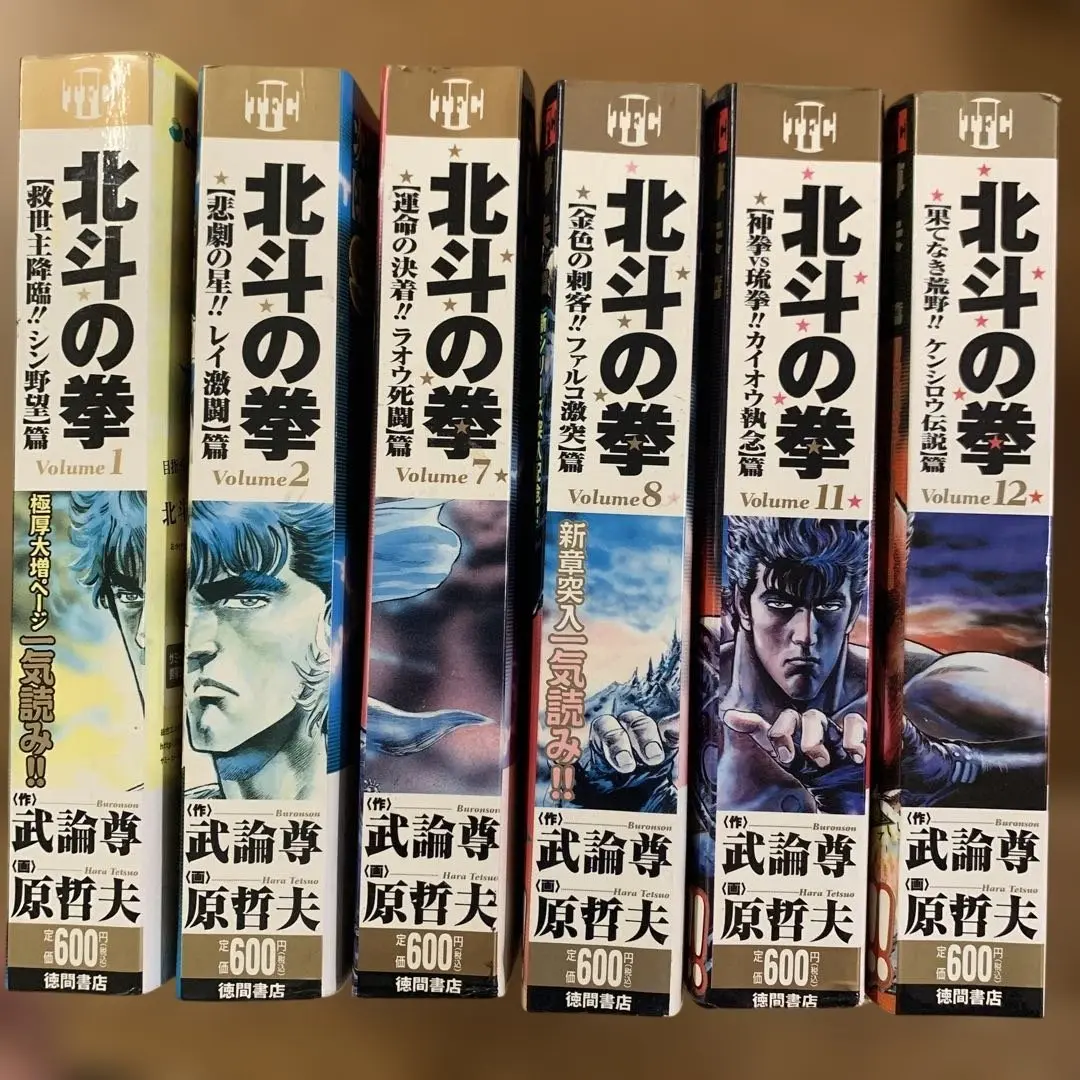 TFC
北斗の拳
【救世主降臨!! シン野望】篇
Volume 1
極厚大増ページ
一気読み!!
〈作〉
Buronson
武論尊
〈画〉
Hara Tetsuo
原哲夫
定価600円(税込)
徳間書店
TFC
北斗の拳
【悲劇の星!! レイ激闘】篇
Volume 2
〈作〉
Buronson
武論尊
〈画〉
Hara Tetsuo
原哲夫
定価600円(税込)
徳間書店
TFC
北斗の拳
【運命の決着!! ラオウ死闘】篇
Volume 7
〈作〉
Buronson
武論尊
〈画〉
Hara Tetsuo
原哲夫
定価600円(税込)
徳間書店
TFC
北斗の拳
【金色の刺客!! ファルコ激突】篇
Volume 8
新章突入
一気読み!!
〈作〉
Buronson
武論尊
〈画〉
Hara Tetsuo
原哲夫
定価600円(税込)
徳間書店
TFC
北斗の拳
【神拳vs琉拳!! カイオウ執念】篇
Volume 11
〈作〉
Buronson
武論尊
〈画〉
Hara Tetsuo
原哲夫
定価600円(税込)
徳間書店
TFC
北斗の拳
【果てなき荒野!! ケンシロウ伝説】篇
Volume 12
〈作〉
Buronson
武論尊
〈画〉
Hara Tetsuo
原哲夫
定価600円(税込)
徳間書店